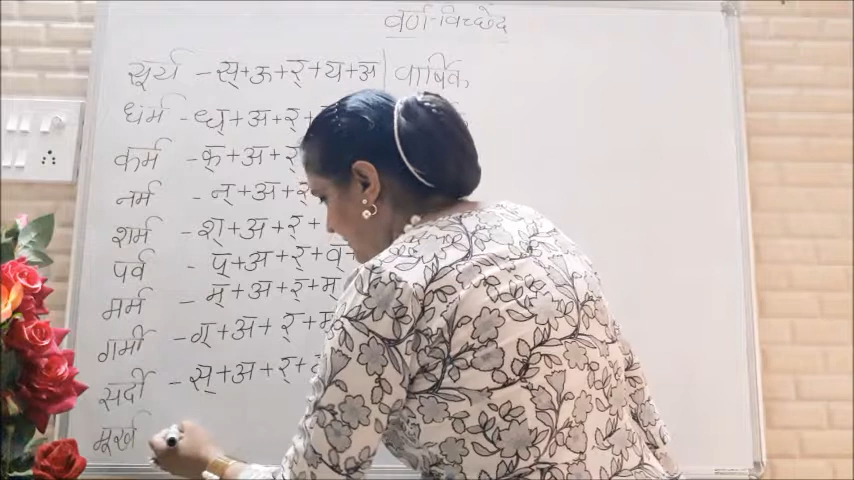 वर्ण-विच्छेद
सूर्य - स्+ऊ+र्+य+अ
वार्षिक
धर्म - ध्+अ+र्
कर्म - क्+अ+र्
नर्म - न्+अ+र्
शर्म - श्+अ+र्
पर्व - प्+अ+र्+व्+
मर्म - म्+अ+र्+म्
गर्मी - ग्+अ+र्+म्
सर्दी - स्+अ+र्+
मूर्ख